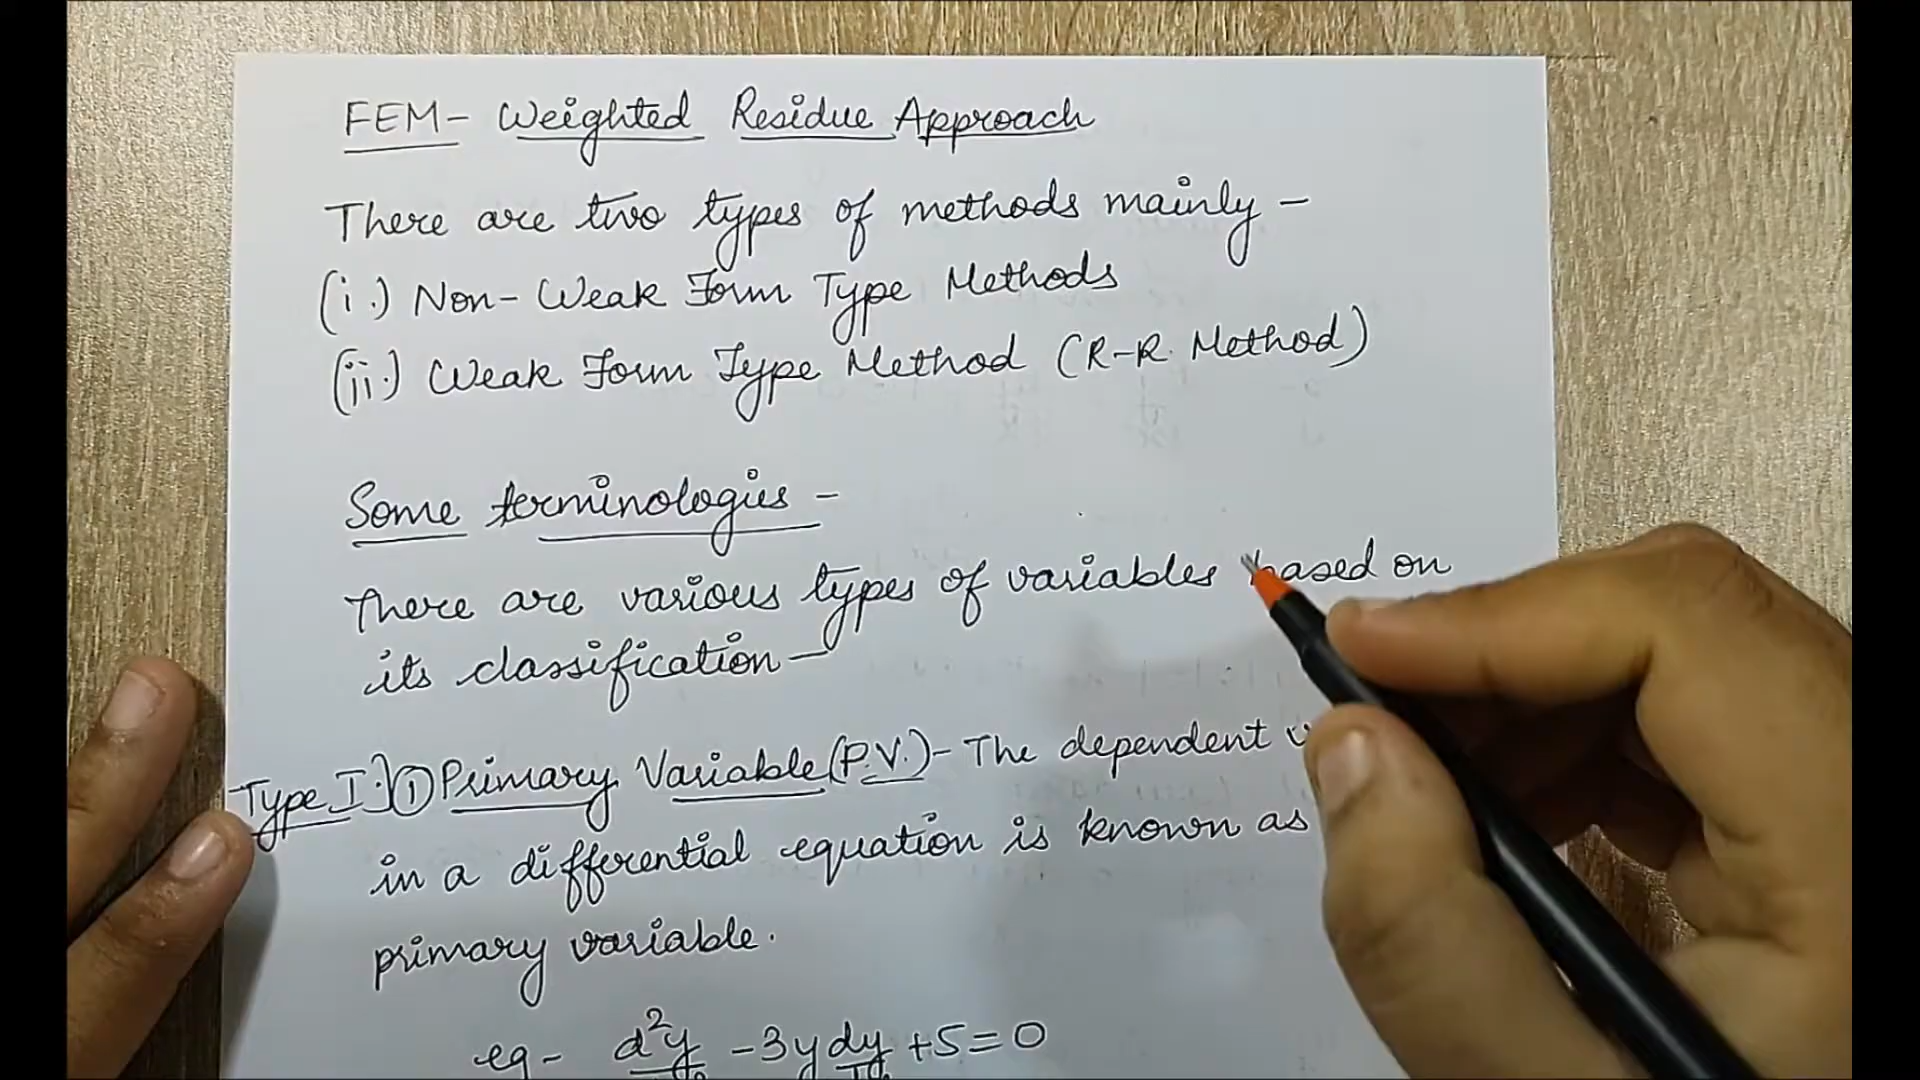 FEM- Weighted Residue Approach
There are two types of methods mainly -
(i.) Non-Weak Form Type Methods
(ii.) Weak Form Type Method (R-R. Method)
Some terminologies -
There are various types of variables based on
its classification -
Type I:] ① Primary Variable (P.V.) - The dependent
in a differential equation is known as
primary variable.
eg - d²y - 3y dy + 5 = 0